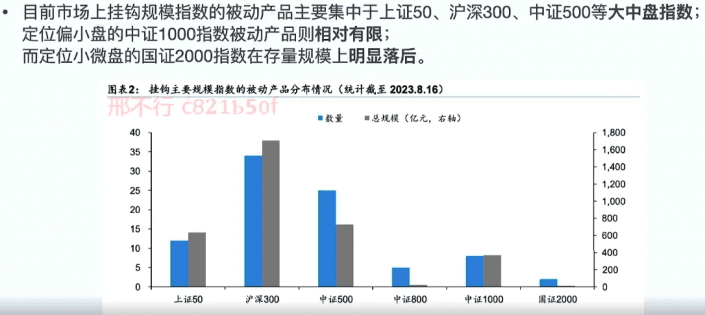 • 目前市场上挂钩规模指数的被动产品主要集中于上证50、沪深300、中证500等大中盘指数；
定位偏小盘的中证1000指数被动产品则相对有限；
而定位小微盘的国证2000指数在存量规模上明显落后。
图表2： 挂钩主要规模指数的被动产品分布情况（统计截至 2023.8.16）
邢不行 c821b5of
数量 总规模（亿元，右轴）
40 1,800
35 1,600
30 1,400
25 1,200
20 1,000
15 800
10 600
5 400
0 200
0
上证50 沪深300 中证500 中证800 中证1000 国证2000